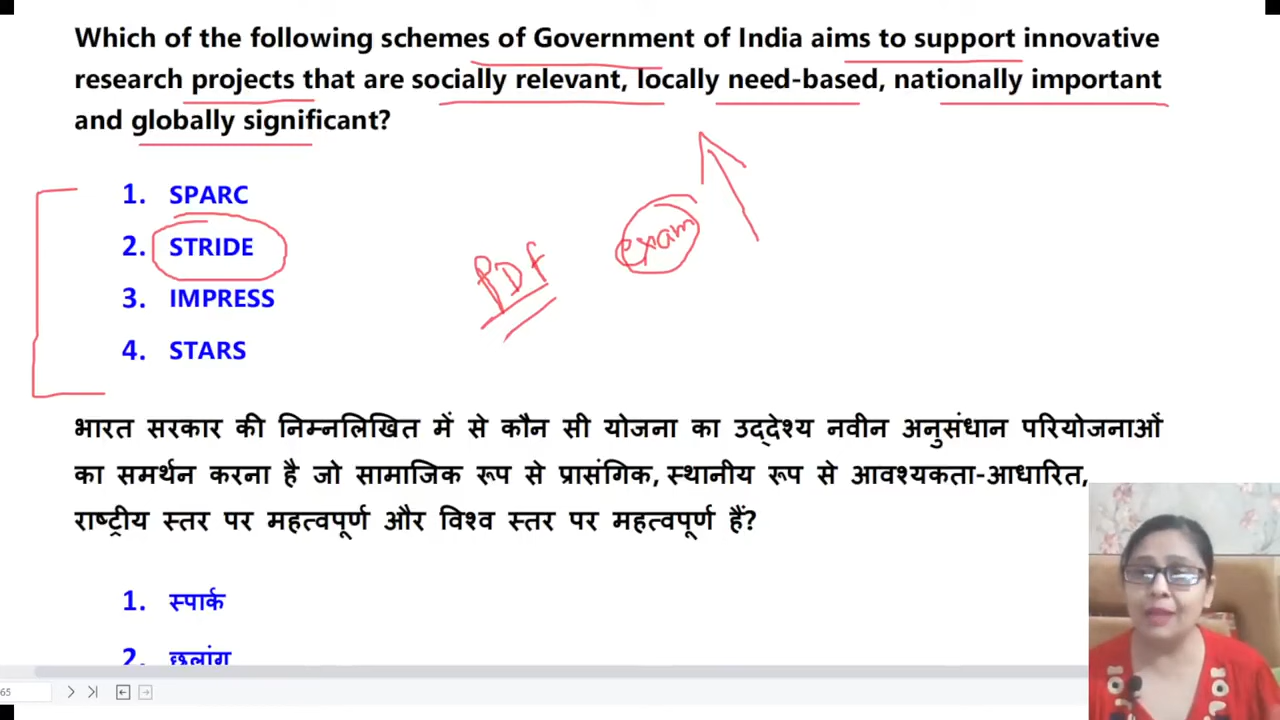 Which of the following schemes of Government of India aims to support innovative
research projects that are socially relevant, locally need-based, nationally important
and globally significant?
1. SPARC
2. STRIDE
3. IMPRESS
4. STARS
PDf
exam
भारत सरकार की निम्नलिखित में से कौन सी योजना का उद्देश्य नवीन अनुसंधान परियोजनाओं
का समर्थन करना है जो सामाजिक रूप से प्रासंगिक, स्थानीय रूप से आवश्यकता-आधारित,
राष्ट्रीय स्तर पर महत्वपूर्ण और विश्व स्तर पर महत्वपूर्ण हैं?
1. स्पार्क
2. छलांग
65